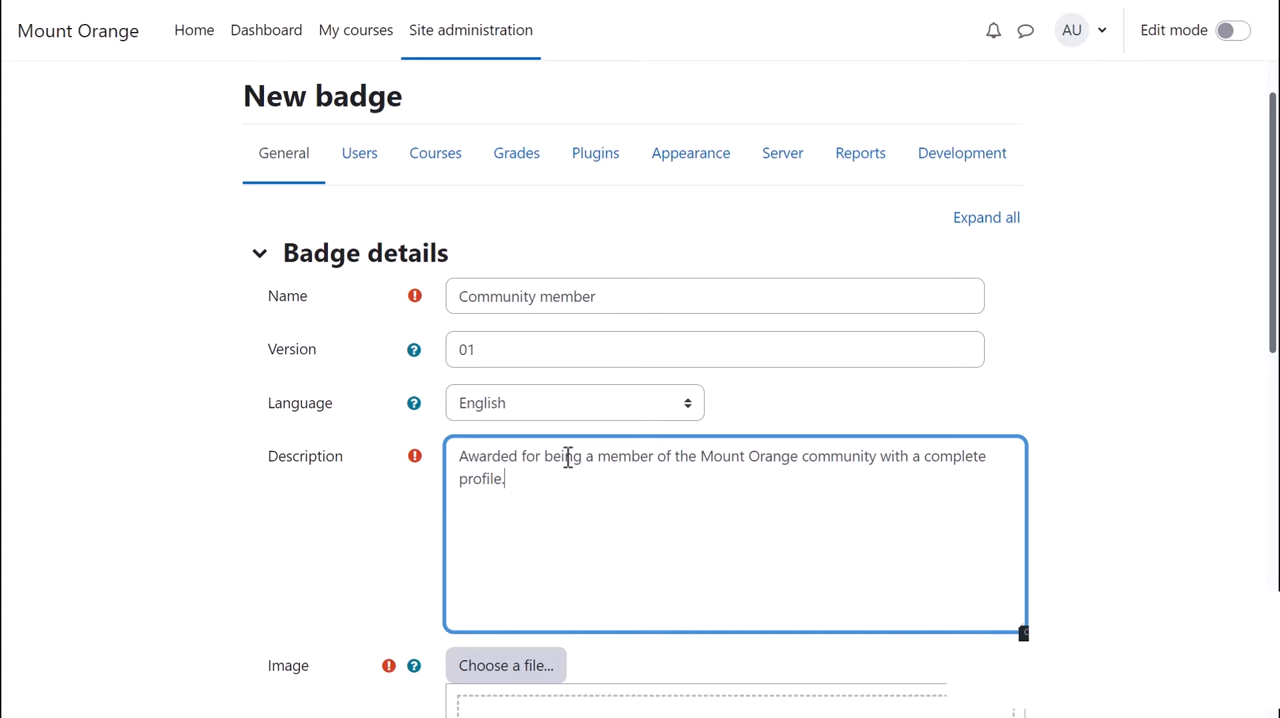 Mount Orange Home Dashboard My courses Site administration AU Edit mode
New badge
General Users Courses Grades Plugins Appearance Server Reports Development
Expand all
Badge details
Name Community member
Version 01
Language English
Description Awarded for being a member of the Mount Orange community with a complete
profile.
Image Choose a file...